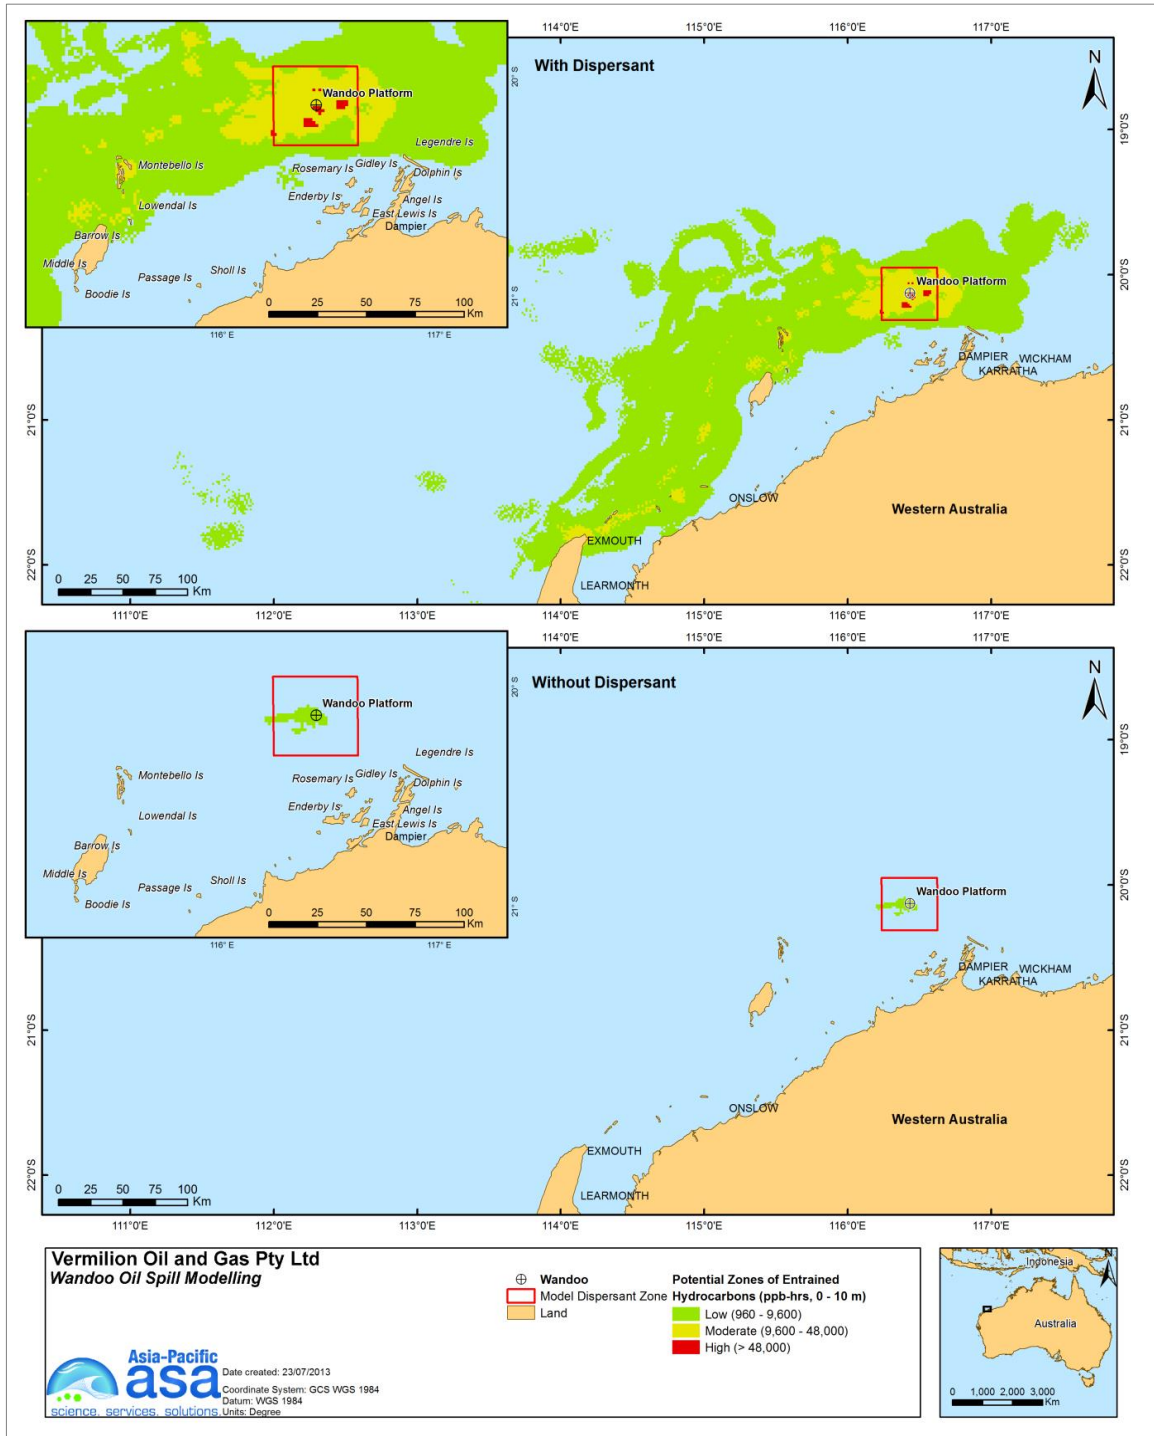 114°0'E 115°0'E 116°0'E 117°0'E
With Dispersant
N
20° S
Wandoo Platform
Legendre Is
Montebello Is
Rosemary Is
Gidley Is
Dolphin Is
Enderby Is
Angel Is
Lowendal Is
East Lewis Is
Dampier
Barrow Is
Middle Is
Passage Is
Sholl Is
Boodie Is
0 25 50 75 100
Km
21° S
116° E 117° E
19°0'S
20°0'S
Wandoo Platform
DAMPIER
WICKHAM
KARRATHA
21°0'S 21°0'S
ONSLOW
Western Australia
EXMOUTH
LEARMONTH
22°0'S 22°0'S
0 25 50 75 100
Km
111°0'E 112°0'E 113°0'E 114°0'E 115°0'E 116°0'E 117°0'E
114°0'E 115°0'E 116°0'E 117°0'E
Without Dispersant
N
20° S
Wandoo Platform
Legendre Is
Montebello Is
Rosemary Is
Gidley Is
Dolphin Is
Enderby Is
Angel Is
Lowendal Is
East Lewis Is
Dampier
Barrow Is
Middle Is
Passage Is
Sholl Is
Boodie Is
0 25 50 75 100
Km
21° S
116° E 117° E
19°0'S
20°0'S
Wandoo Platform
DAMPIER
WICKHAM
KARRATHA
21°0'S 21°0'S
ONSLOW
Western Australia
EXMOUTH
LEARMONTH
22°0'S 22°0'S
0 25 50 75 100
Km
111°0'E 112°0'E 113°0'E 114°0'E 115°0'E 116°0'E 117°0'E
Vermilion Oil and Gas Pty Ltd
Wandoo Oil Spill Modelling
Wandoo
Model Dispersant Zone
Land
Potential Zones of Entrained
Hydrocarbons (ppb-hrs, 0 - 10 m)
Low (960 - 9,600)
Moderate (9,600 - 48,000)
High (> 48,000)
Asia-Pacific
asa
science. services. solutions.
Date created: 23/07/2013
Coordinate System: GCS WGS 1984
Datum: WGS 1984
Units: Degree
N
Indonesia
Australia
0 1,000 2,000 3,000
Km